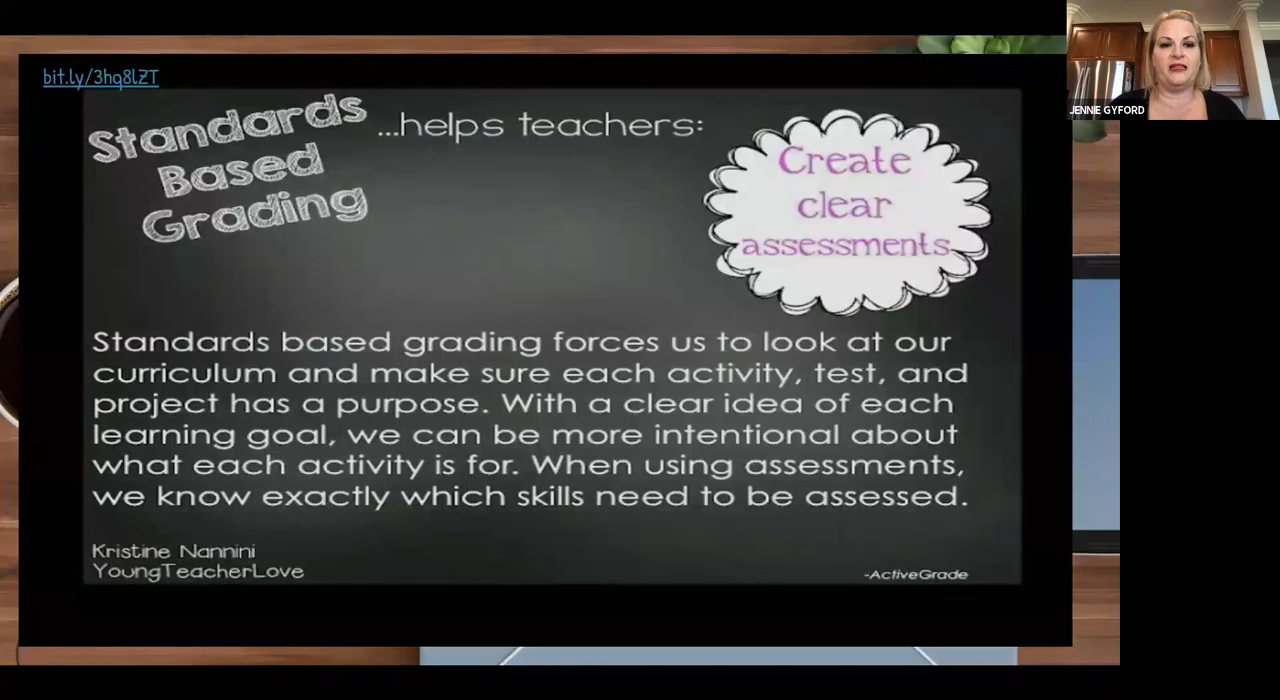 bit.ly/3hq8lZT
JENNIE GYFORD
Standards
Based
Grading
...helps teachers:
Create
clear
assessments
Standards based grading forces us to look at our
curriculum and make sure each activity, test, and
project has a purpose. With a clear idea of each
learning goal, we can be more intentional about
what each activity is for. When using assessments,
we know exactly which skills need to be assessed.
Kristine Nannini
YoungTeacherLove
-ActiveGrade